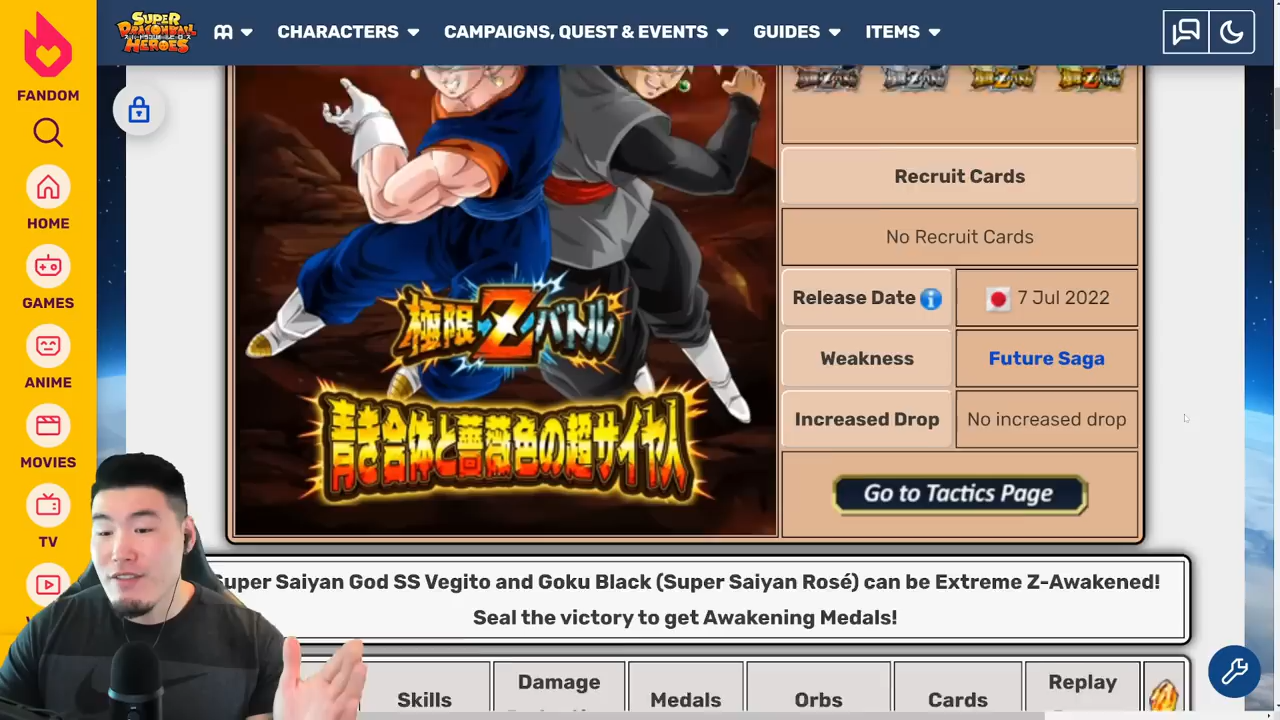 SUPER
DRAGONBALL
HEROES
CHARACTERS
CAMPAIGNS, QUEST & EVENTS
GUIDES
ITEMS
FANDOM
HOME
GAMES
ANIME
MOVIES
TV
Recruit Cards
No Recruit Cards
Release Date
7 Jul 2022
Weakness
Future Saga
Increased Drop
No increased drop
Go to Tactics Page
極限Zバトル
青き合体と薔薇色の超サイヤ人
Super Saiyan God SS Vegito and Goku Black (Super Saiyan Rosé) can be Extreme Z-Awakened!
Seal the victory to get Awakening Medals!
Skills
Damage
Medals
Orbs
Cards
Replay